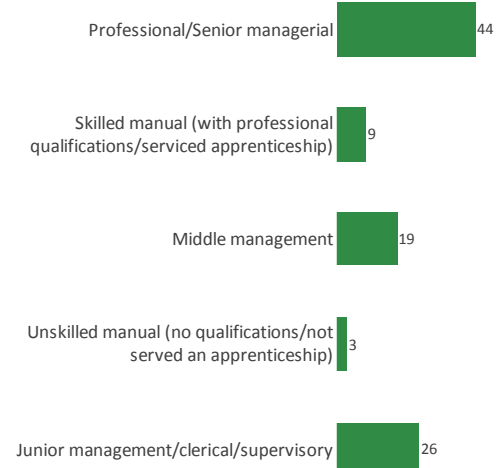 Professional/Senior managerial
44
Skilled manual (with professional
qualifications/serviced apprenticeship)
9
Middle management
19
Unskilled manual (no qualifications/not
served an apprenticeship)
3
Junior management/clerical/supervisory
26